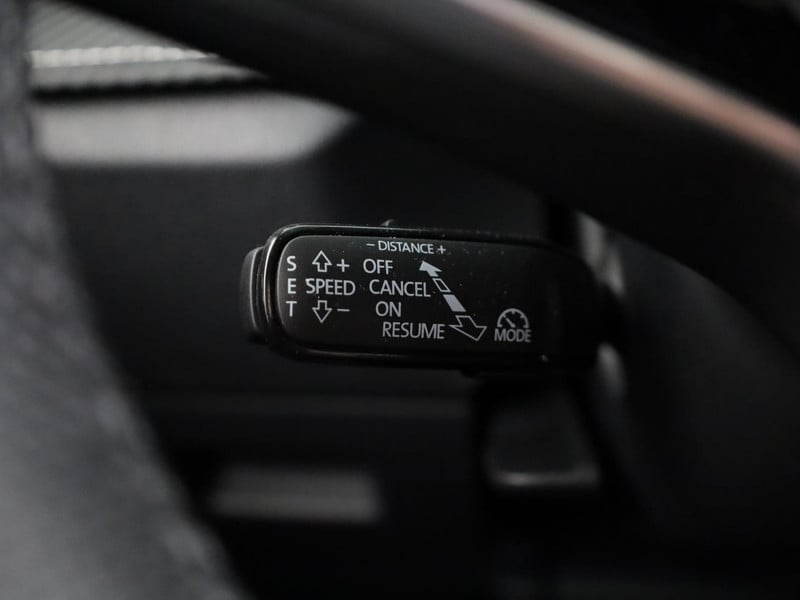 - DISTANCE +
S + OFF
E SPEED CANCEL
T - ON
RESUME
MODE